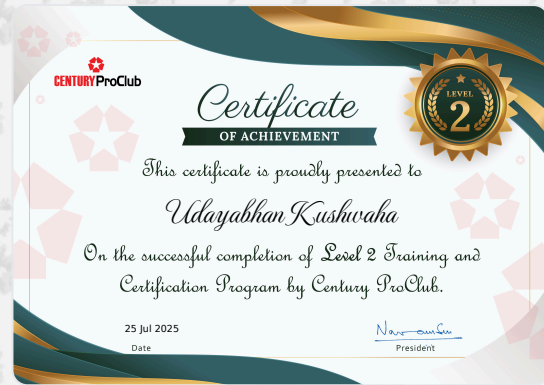 CENTURY ProClub
LEVEL
2
Certificate
OF ACHIEVEMENT
This certificate is proudly presented to
Udayabhan Kushwaha
On the successful completion of Level 2 Training and
Certification Program by Century ProClub.
25 Jul 2025
Date
President